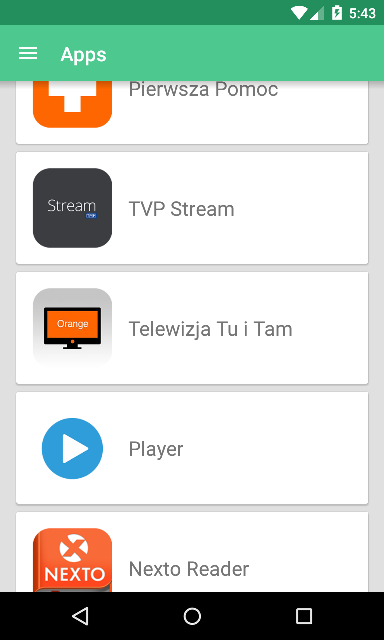 5:43
Apps
Pierwsza Pomoc
Stream
TVP
TVP Stream
Orange
Telewizja Tu i Tam
Player
NEXTO
Nexto Reader